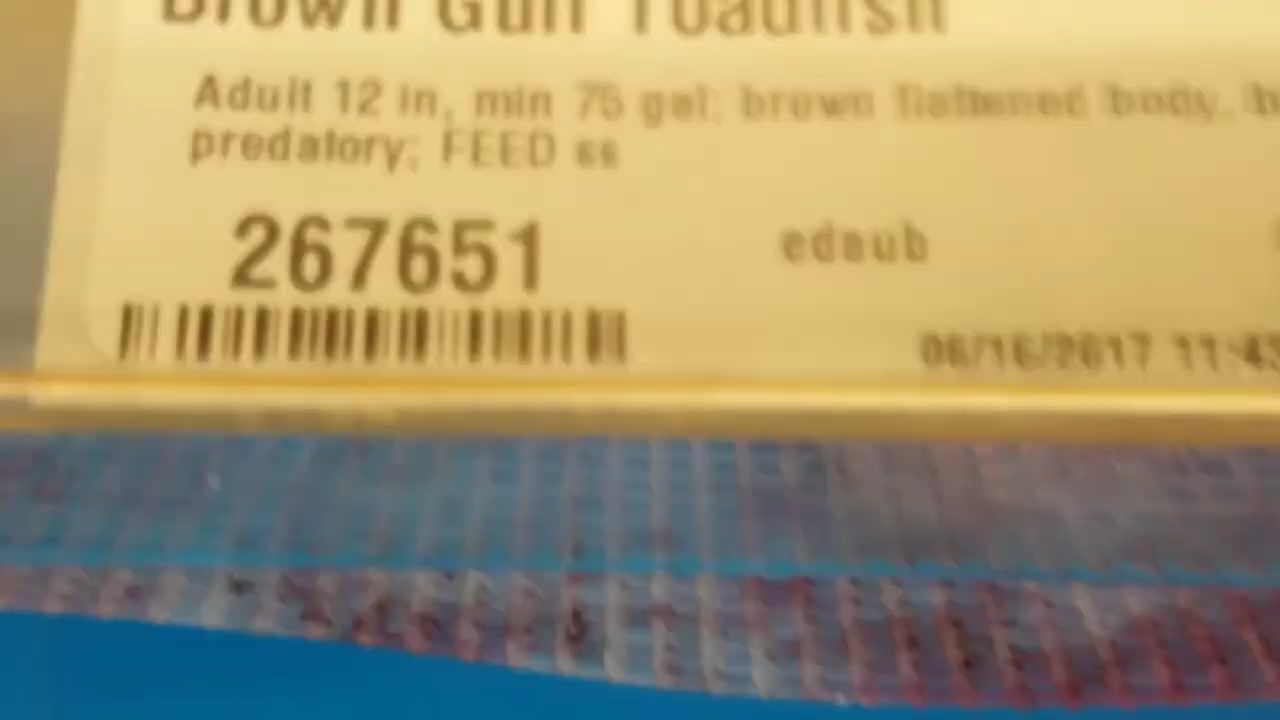 Brown Gulf Toadfish
Adult 12 in, min 75 gal; brown flattened body,
predatory; FEED ss
267651
edaub
06/16/2017 11:43